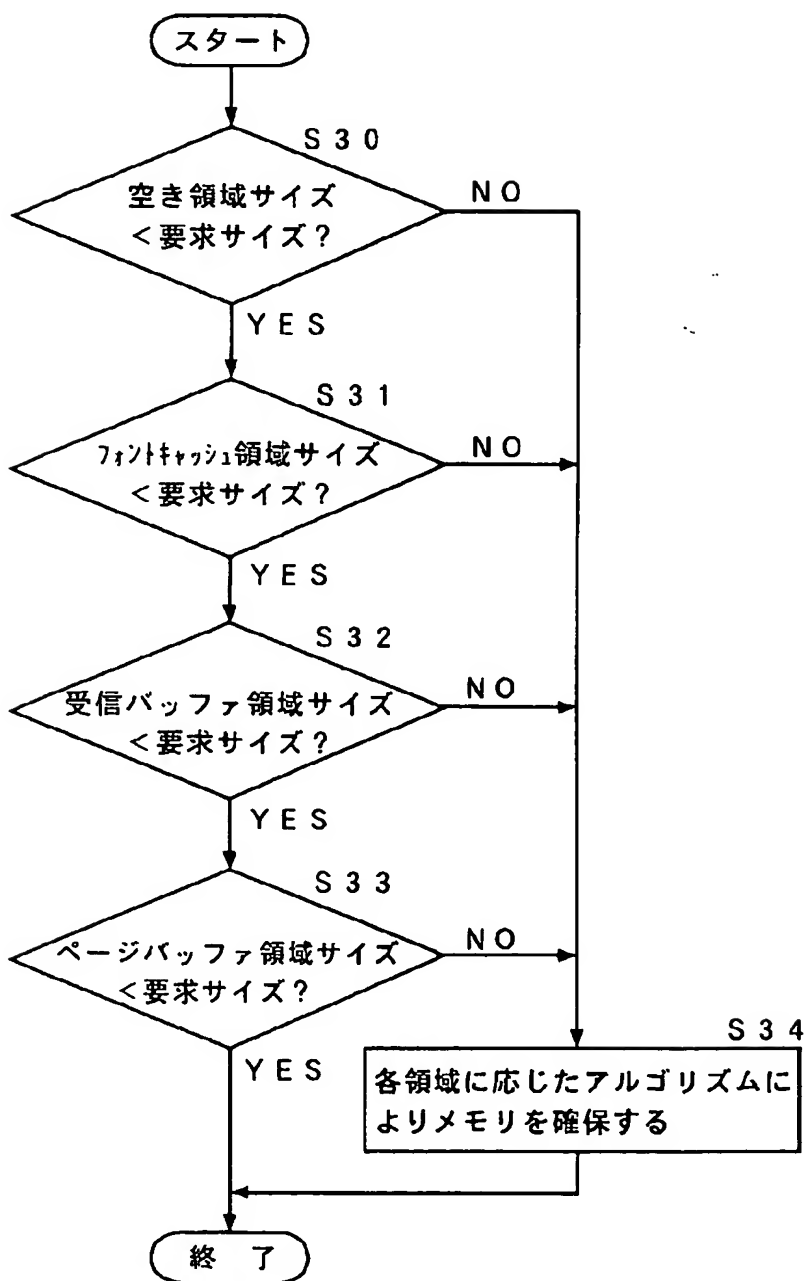 スタート
S30
空き領域サイズ
<要求サイズ?
NO
YES
S31
フォントキャッシュ領域サイズ
<要求サイズ?
NO
YES
S32
受信バッファ領域サイズ
<要求サイズ?
NO
YES
S33
ページバッファ領域サイズ
<要求サイズ?
NO
YES
S34
各領域に応じたアルゴリズムに
よりメモリを確保する
終 了